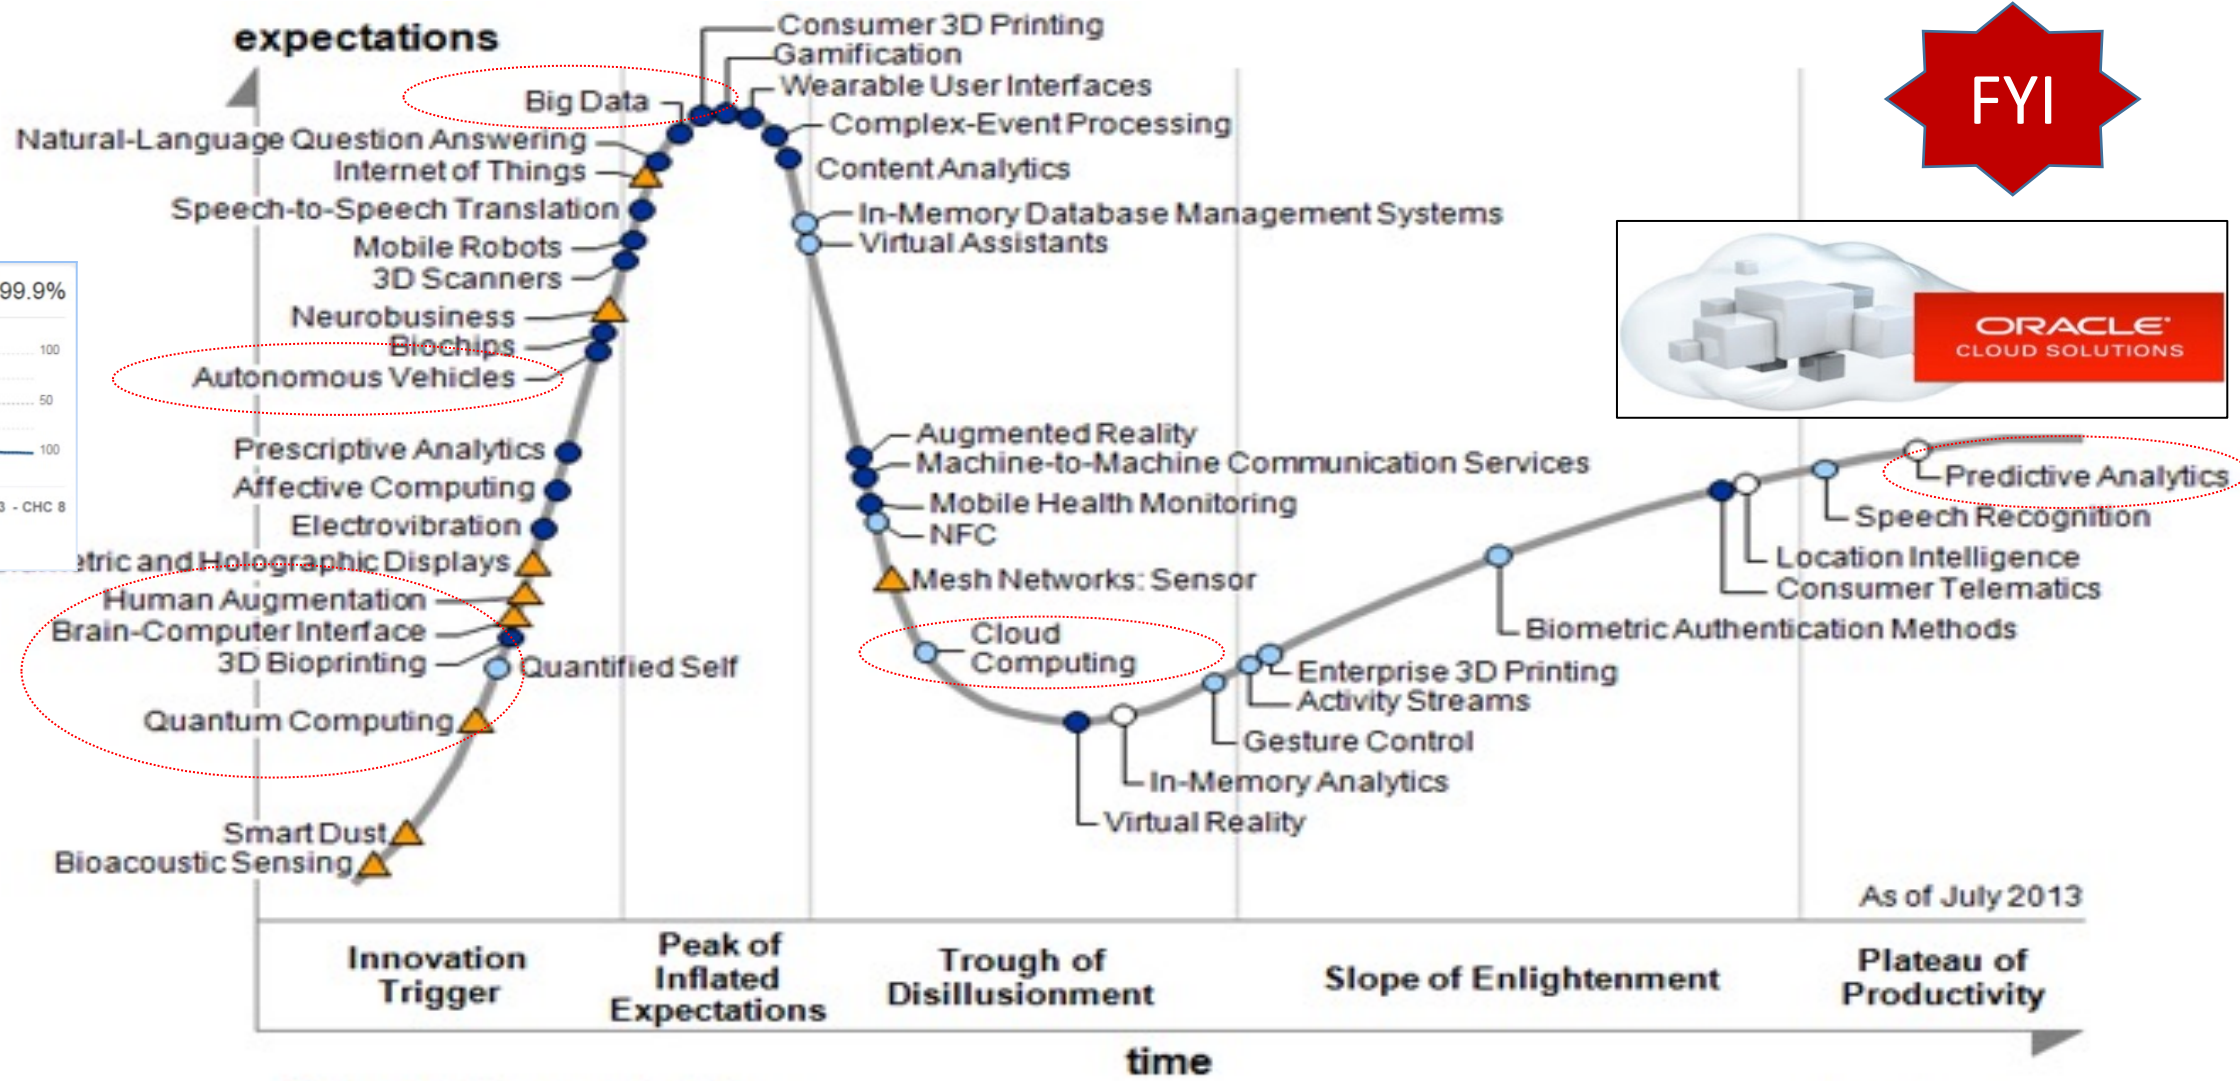 expectations
Consumer 3D Printing
Gamification
Wearable User Interfaces
Big Data
Complex-Event Processing
Natural-Language Question Answering
Content Analytics
Internet of Things
Speech-to-Speech Translation
In-Memory Database Management Systems
Mobile Robots
Virtual Assistants
3D Scanners
Neurobusiness
Biochips
Autonomous Vehicles
FYI
ORACLE
CLOUD SOLUTIONS
99.9%
100
50
100
- CHC 8
Prescriptive Analytics
Affective Computing
Electrovibration
etric and Holographic Displays
Human Augmentation
Brain-Computer Interface
3D Bioprinting
Quantified Self
Quantum Computing
Smart Dust
Bioacoustic Sensing
Augmented Reality
Machine-to-Machine Communication Services
Mobile Health Monitoring
NFC
Mesh Networks: Sensor
Cloud
Computing
Predictive Analytics
Speech Recognition
Location Intelligence
Consumer Telematics
Biometric Authentication Methods
Enterprise 3D Printing
Activity Streams
Gesture Control
In-Memory Analytics
Virtual Reality
As of July 2013
Innovation
Trigger
Peak of
Inflated
Expectations
Trough of
Disillusionment
Slope of Enlightenment
Plateau of
Productivity
time